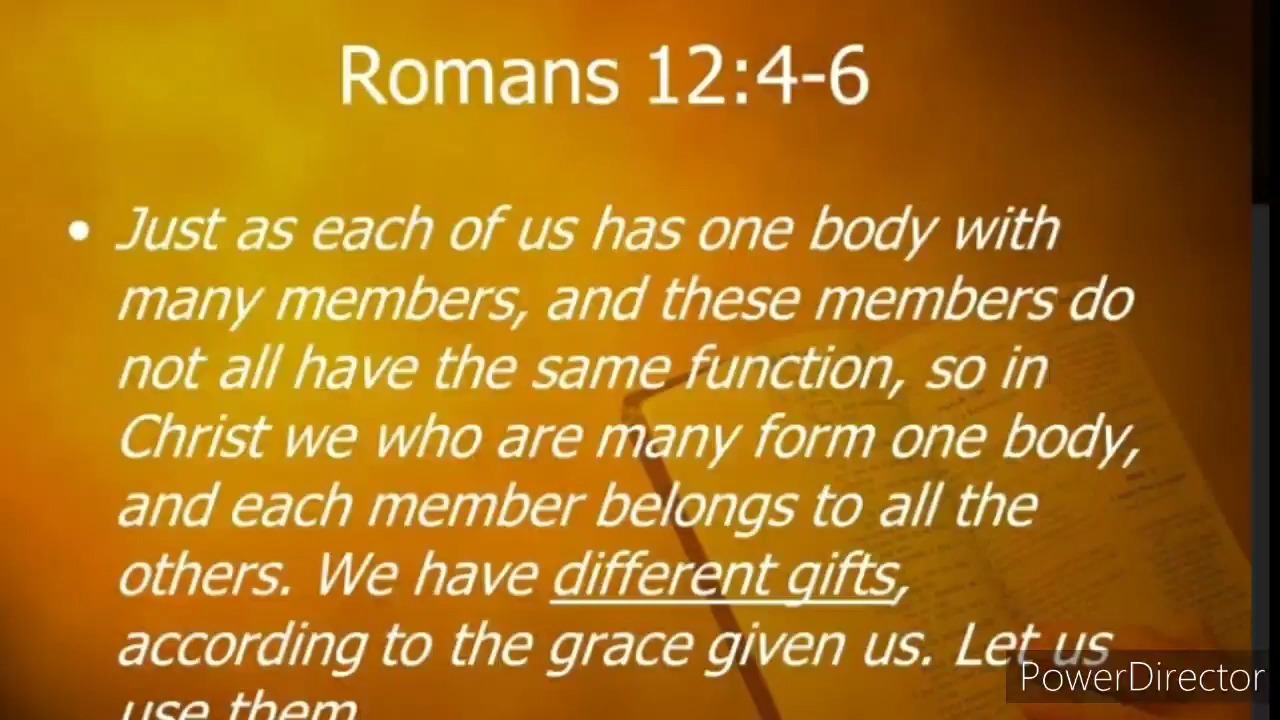 Romans 12:4-6
• Just as each of us has one body with
many members, and these members do
not all have the same function, so in
Christ we who are many form one body,
and each member belongs to all the
others. We have different gifts,
according to the grace given us. Let us
use them
PowerDirector